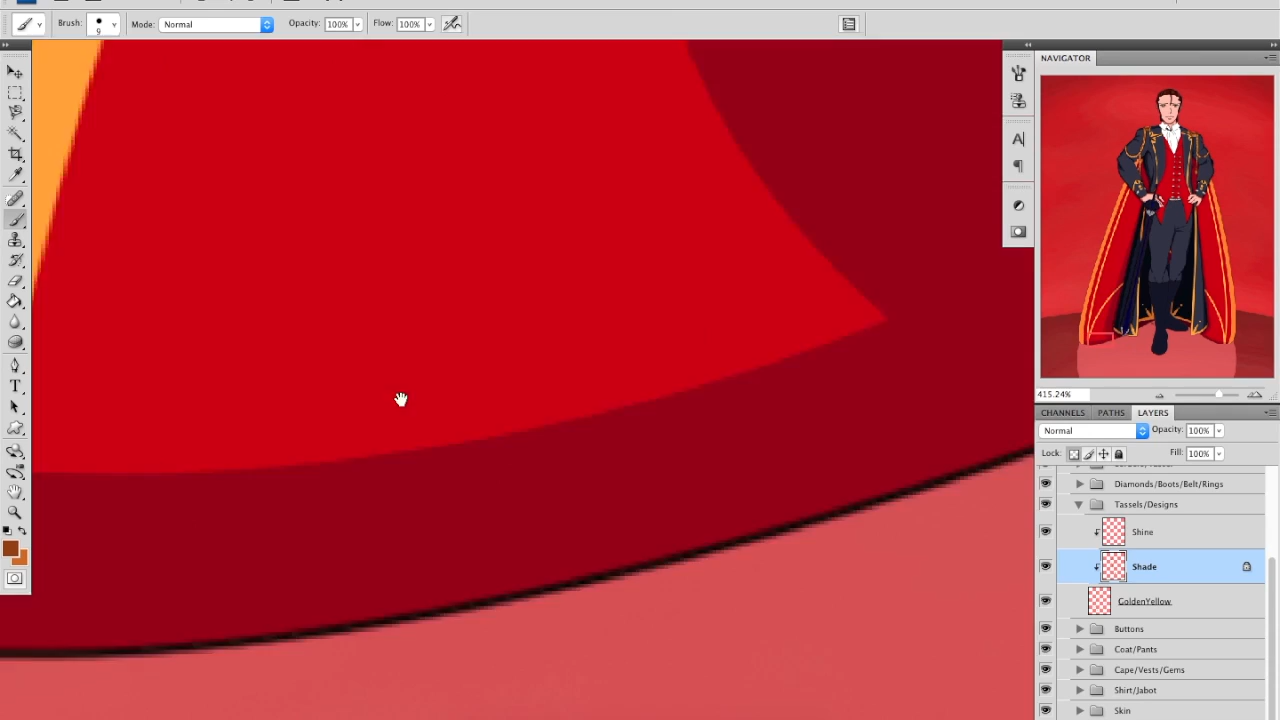 Brush: 9 Mode: Normal Opacity: 100% Flow: 100%
NAVIGATOR
415.24%
CHANNELS PATHS LAYERS
Normal Opacity: 100%
Lock: Fill: 100%
Diamonds/Boots/Belt/Rings
Tassels/Designs
Shine
Shade
GoldenYellow
Buttons
Coat/Pants
Cape/Vests/Gems
Shirt/Jabot
Skin